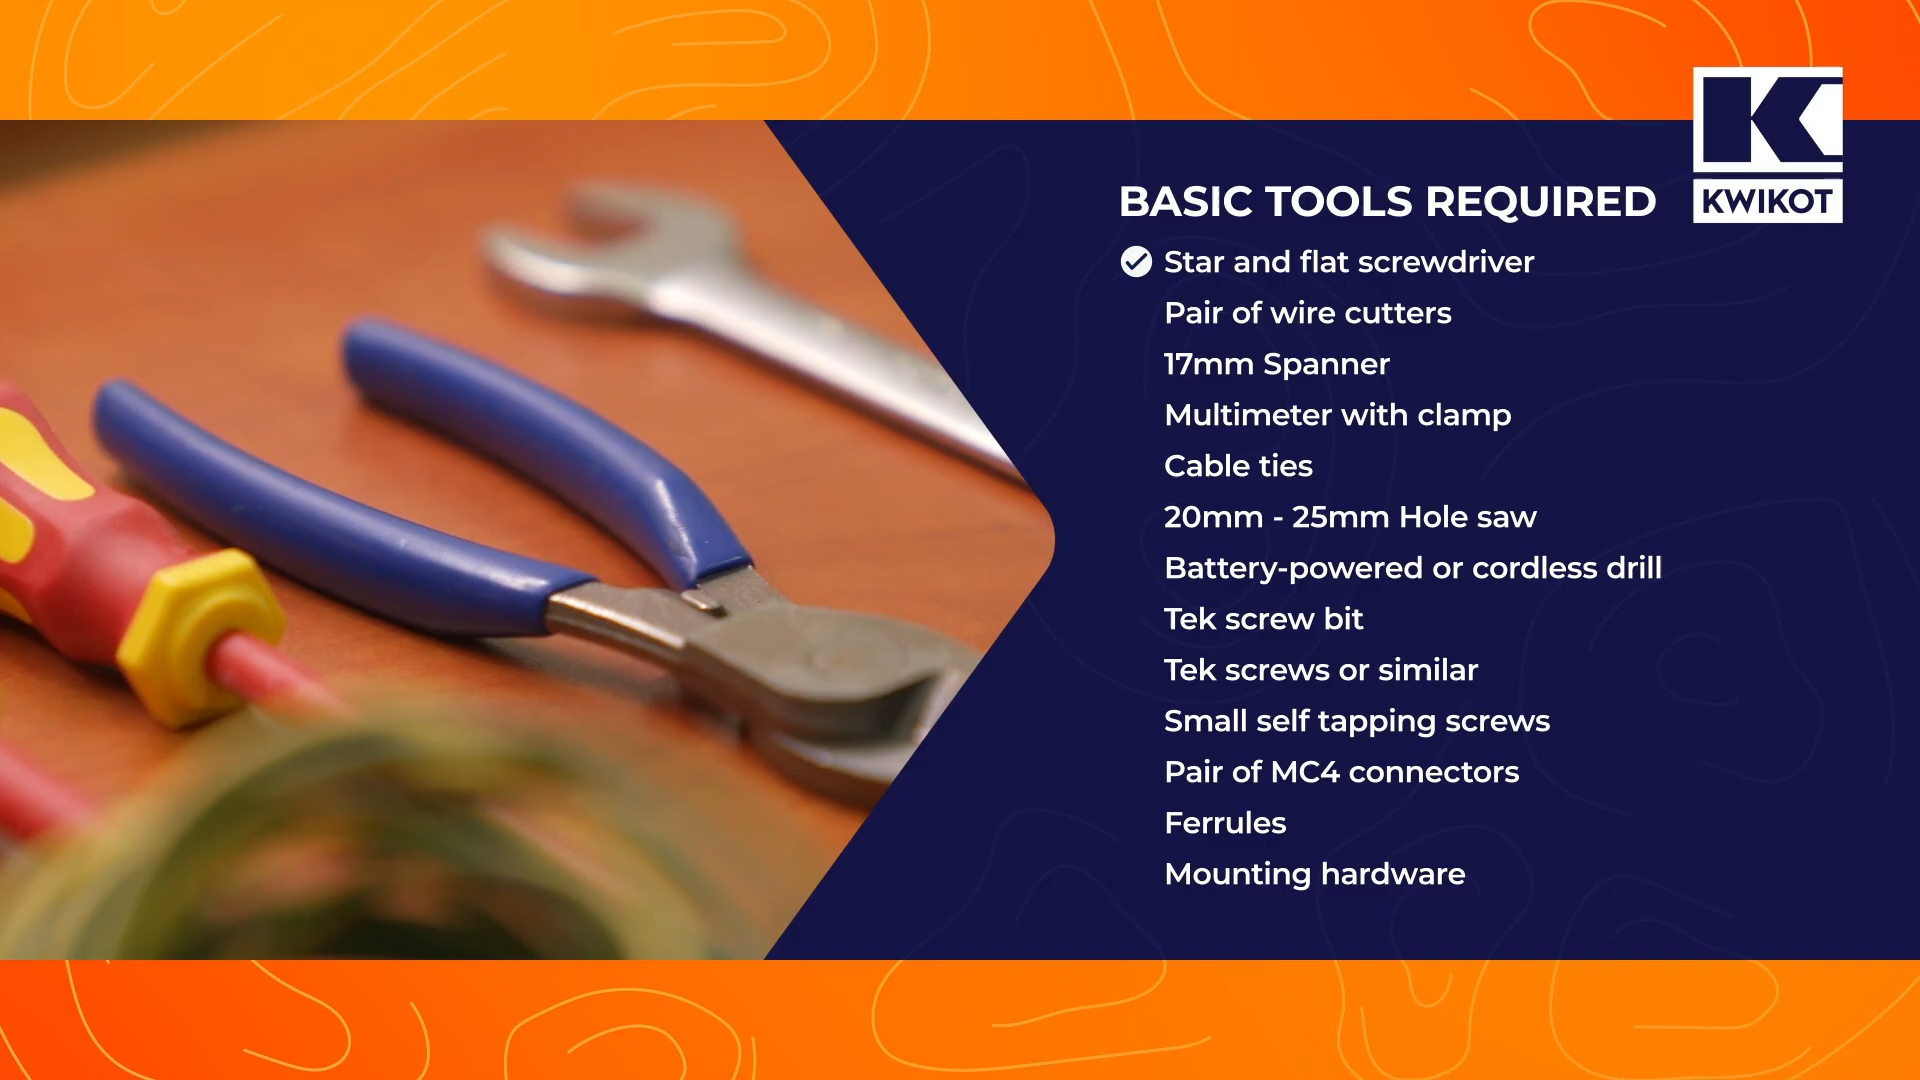 BASIC TOOLS REQUIRED
K
KWIKOT
Star and flat screwdriver
Pair of wire cutters
17mm Spanner
Multimeter with clamp
Cable ties
20mm - 25mm Hole saw
Battery-powered or cordless drill
Tek screw bit
Tek screws or similar
Small self tapping screws
Pair of MC4 connectors
Ferrules
Mounting hardware